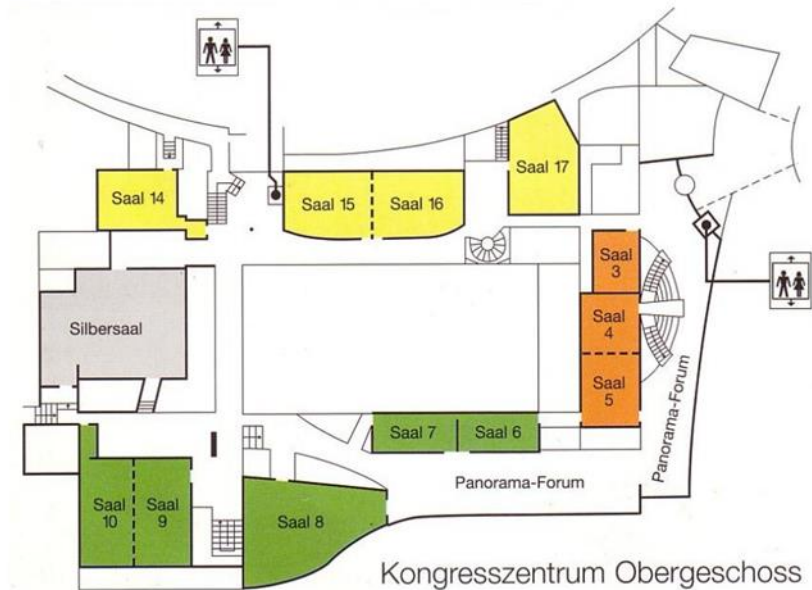 Saal 17
Saal 14
Saal 15
Saal 16
Saal
3
Silbersaal
Saal
4
Saal
5
Saal 7
Saal 6
Panorama-Forum
Panorama-Forum
Saal
10
Saal
9
Saal 8
Kongresszentrum Obergeschoss